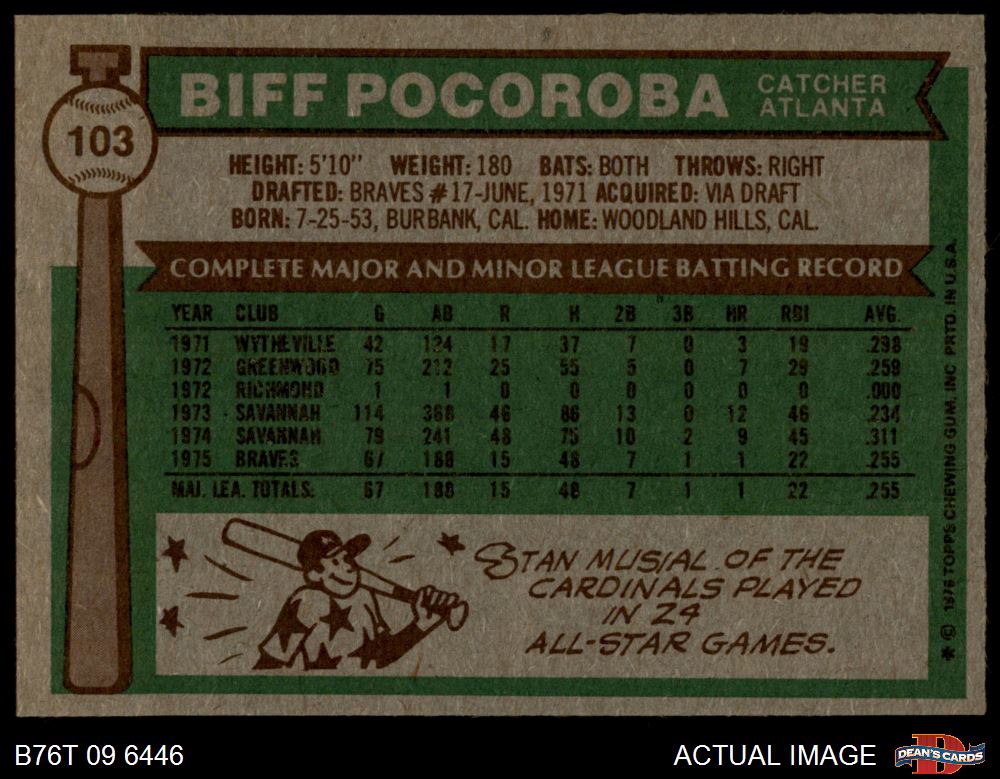 103
BIFF POCOROBA
CATCHER
ATLANTA
HEIGHT: 5'10" WEIGHT: 180 BATS: BOTH THROWS: RIGHT
DRAFTED: BRAVES #17-JUNE, 1971 ACQUIRED: VIA DRAFT
BORN: 7-25-53, BURBANK, CAL. HOME: WOODLAND HILLS, CAL.
COMPLETE MAJOR AND MINOR LEAGUE BATTING RECORD
YEAR CLUB G AB R H 2B 3B HR RBI AVG.
1971 WYTHEVILLE 42 124 17 37 7 0 3 19 .298
1972 GREENWOOD 75 212 25 55 5 0 7 29 .259
1972 RICHMOND 1 1 0 0 0 0 0 0 .000
1973 SAVANNAH 114 368 46 86 13 0 12 46 .234
1974 SAVANNAH 79 241 48 75 10 2 9 45 .311
1975 BRAVES 67 188 15 48 7 1 1 22 .255
MAJ. LEA. TOTALS: 67 188 15 48 7 1 1 22 .255
STAN MUSIAL OF THE
CARDINALS PLAYED
IN 24
ALL-STAR GAMES.
* © 1976 TOPPS CHEWING GUM, INC PRTD. IN U.S.A.
B76T 09 6446
ACTUAL IMAGE
DEAN'S CARDS